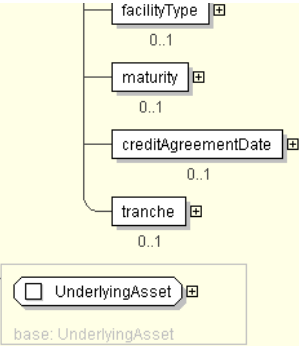 facilityType
0..1
maturity
0..1
creditAgreementDate
0..1
tranche
0..1
UnderlyingAsset
base: UnderlyingAsset